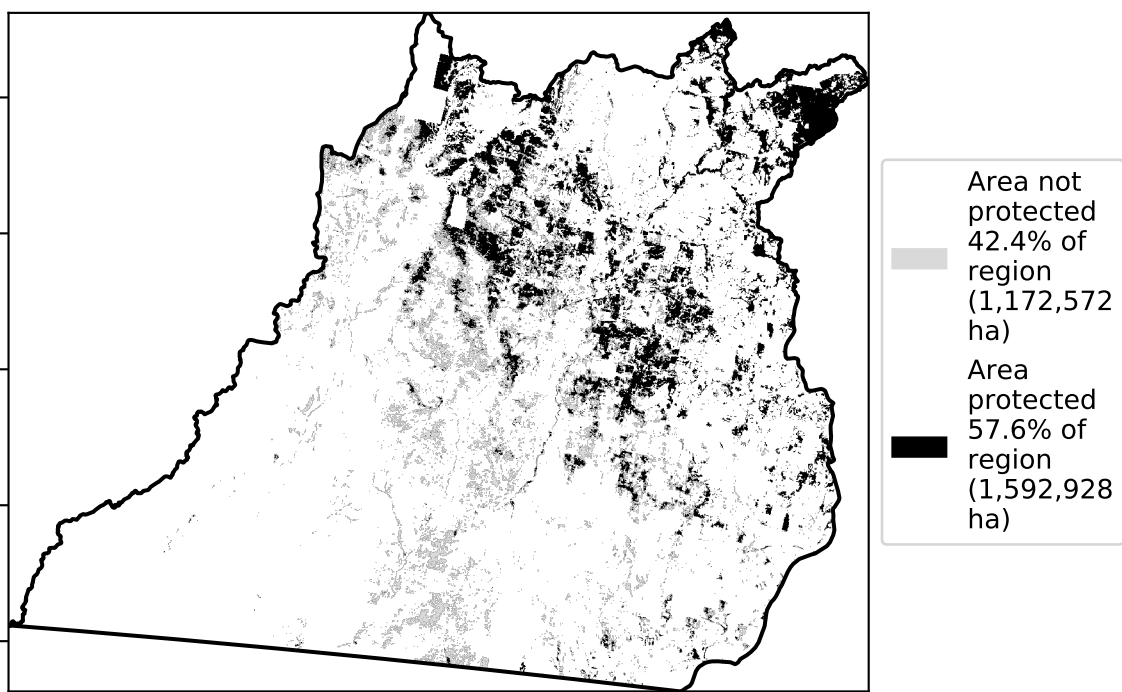 Area not
protected
42.4% of
region
(1,172,572
ha)
Area
protected
57.6% of
region
(1,592,928
ha)